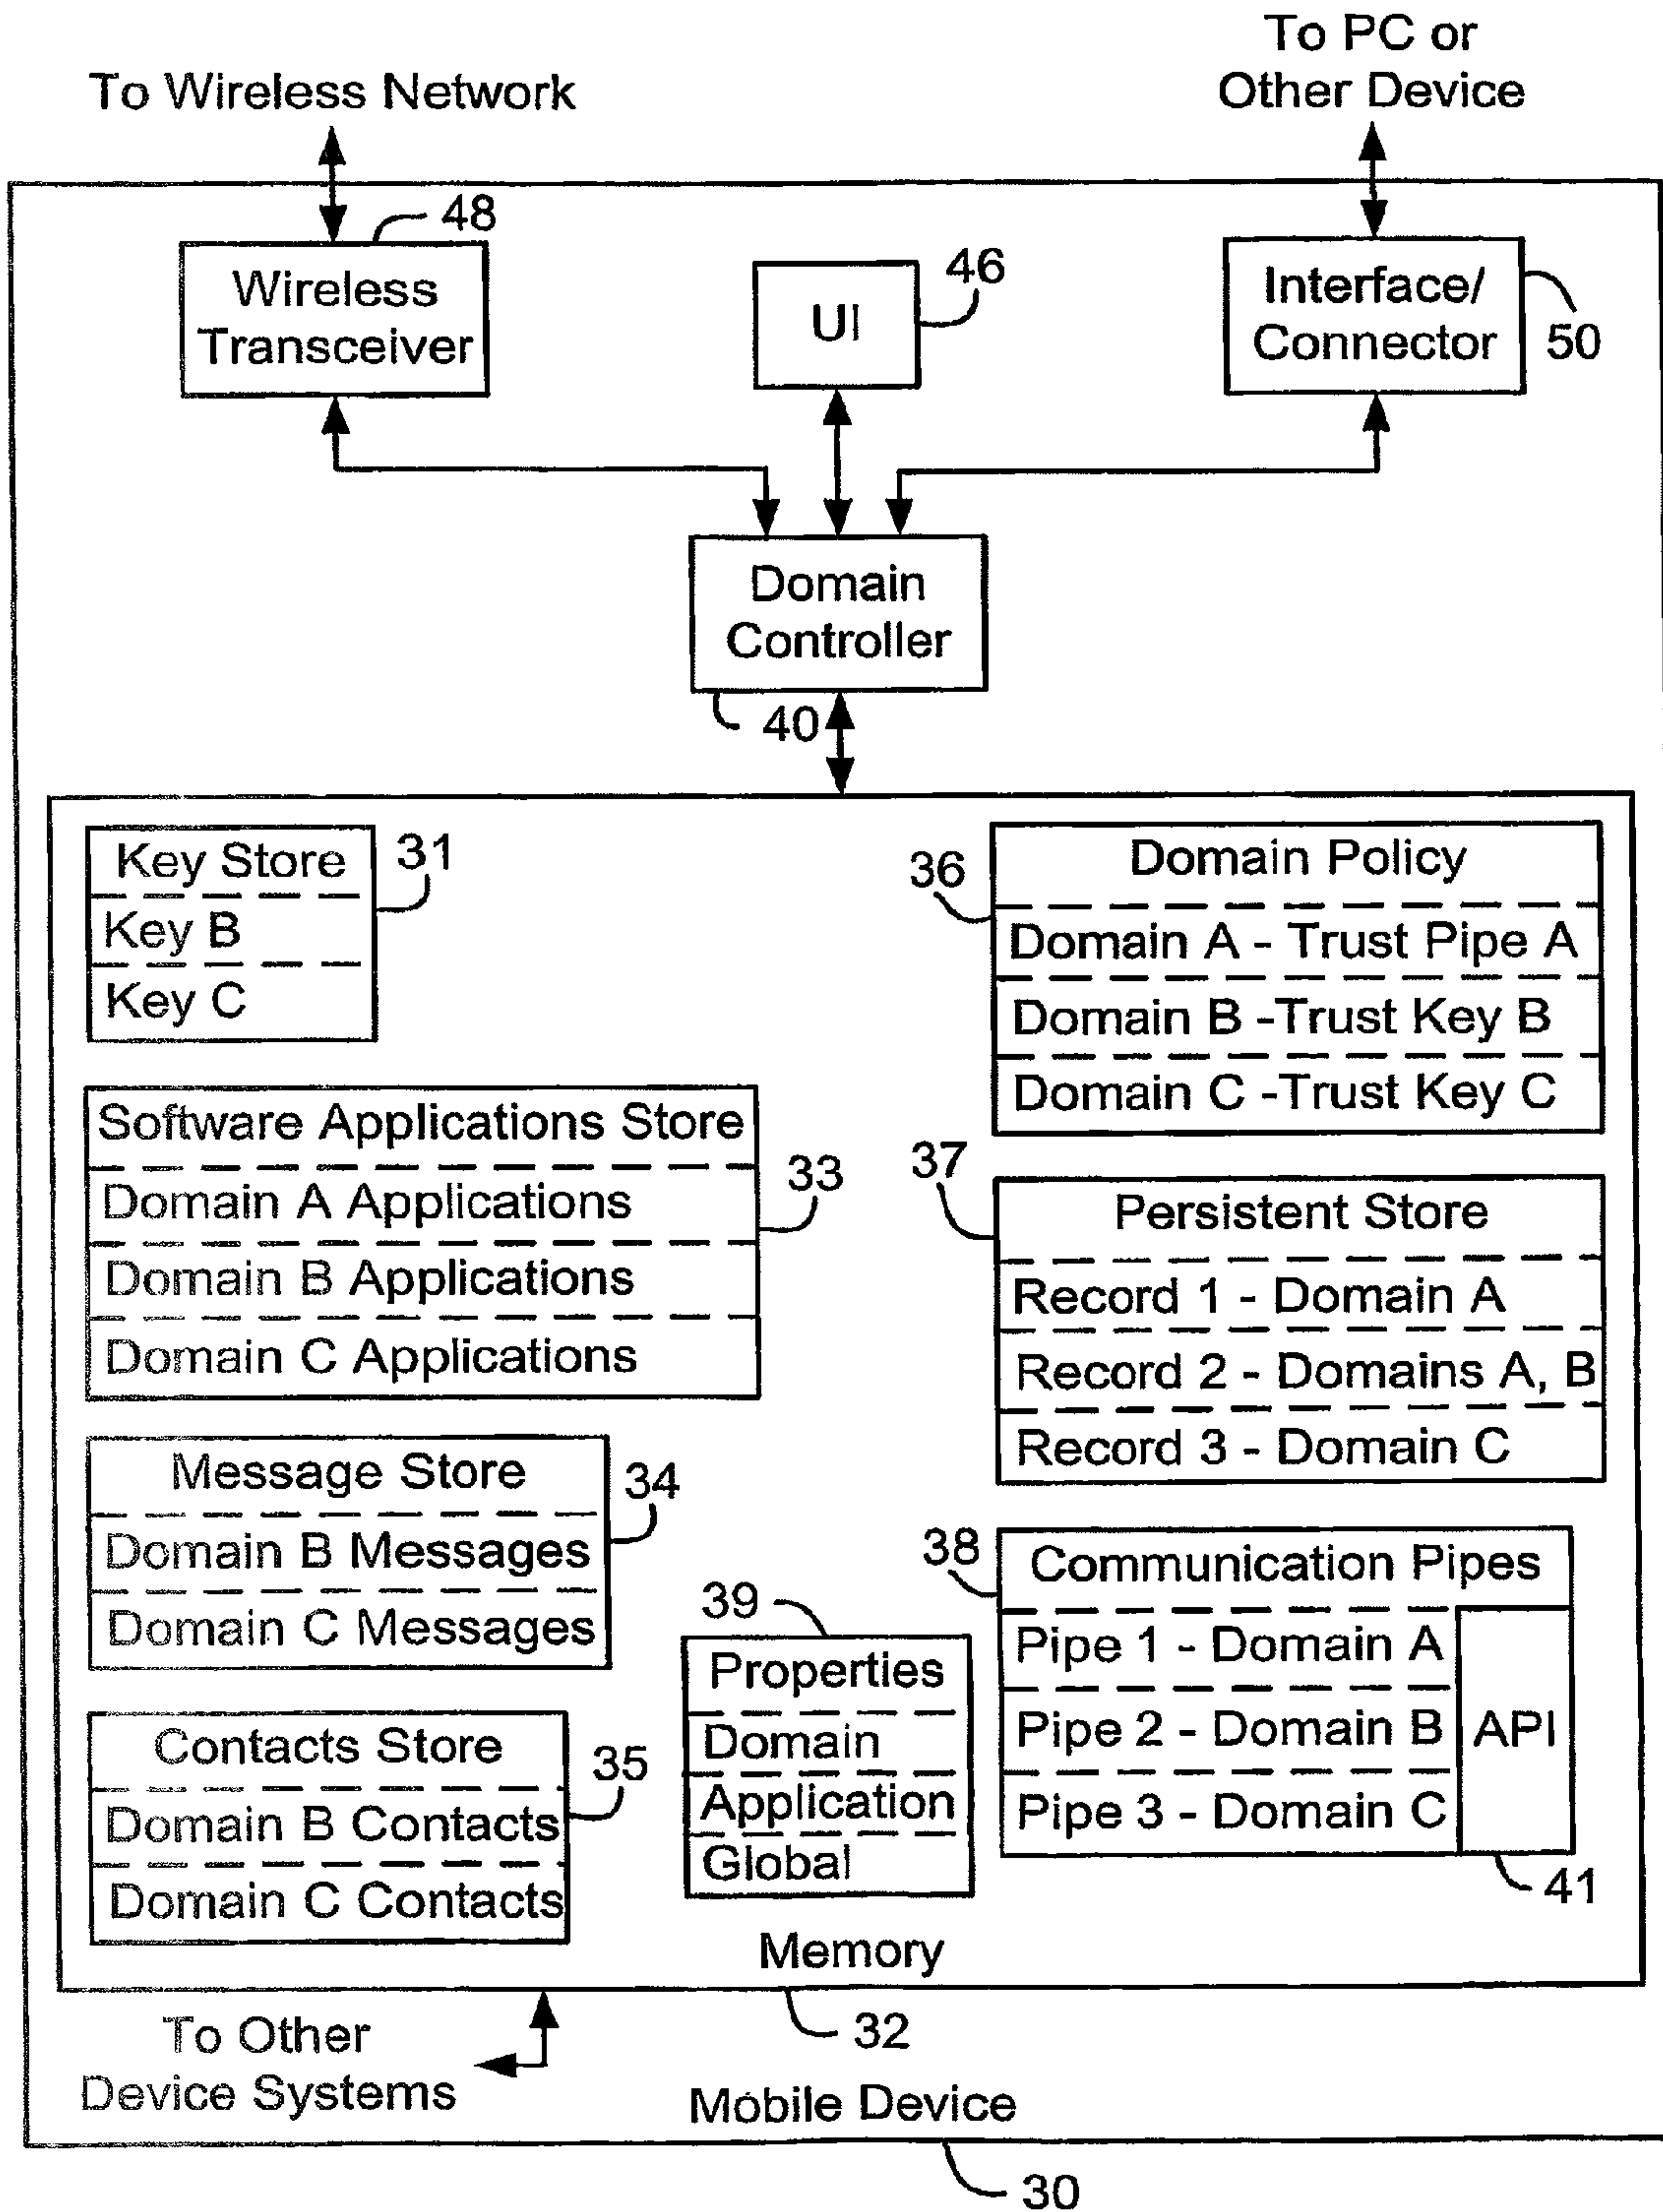 To Wireless Network
To PC or
Other Device
48
Wireless
Transceiver
46
UI
Interface/
Connector
50
Domain
Controller
40
Key Store
Key B
Key C
31
36
Domain Policy
Domain A - Trust Pipe A
Domain B -Trust Key B
Domain C -Trust Key C
Software Applications Store
Domain A Applications
Domain B Applications
Domain C Applications
33
37
Persistent Store
Record 1 - Domain A
Record 2 - Domains A, B
Record 3 - Domain C
Message Store
Domain B Messages
Domain C Messages
34
38
Communication Pipes
Pipe 1 - Domain A
Pipe 2 - Domain B
Pipe 3 - Domain C
API
41
39
Properties
Domain
Application
Global
Contacts Store
Domain B Contacts
Domain C Contacts
35
Memory
32
To Other
Device Systems
Mobile Device
30